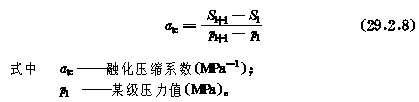 a_tc = (S_{i+1} − S_i) / (p_{i+1} − p_i) (29.2.8)
式中 a_tc ——融化压缩系数(MPa⁻¹);
p_i ——某级压力值(MPa)。